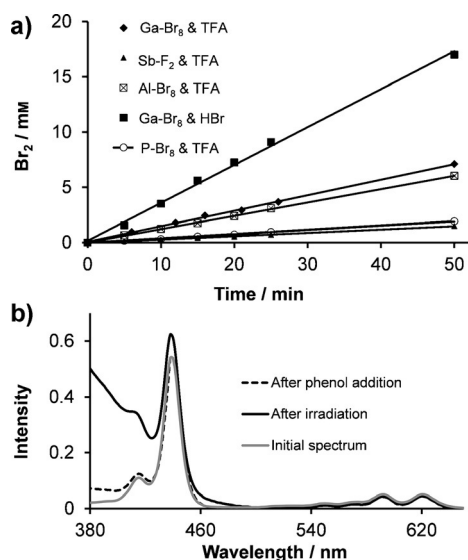 a)
20
15
10
5
0
Br₂ / mM
Ga-Br₈ & TFA
Sb-F₂ & TFA
Al-Br₈ & TFA
Ga-Br₈ & HBr
P-Br₈ & TFA
0 10 20 30 40 50
Time / min
b)
0.6
0.4
0.2
0
Intensity
After phenol addition
After irradiation
Initial spectrum
380 460 540 620
Wavelength / nm